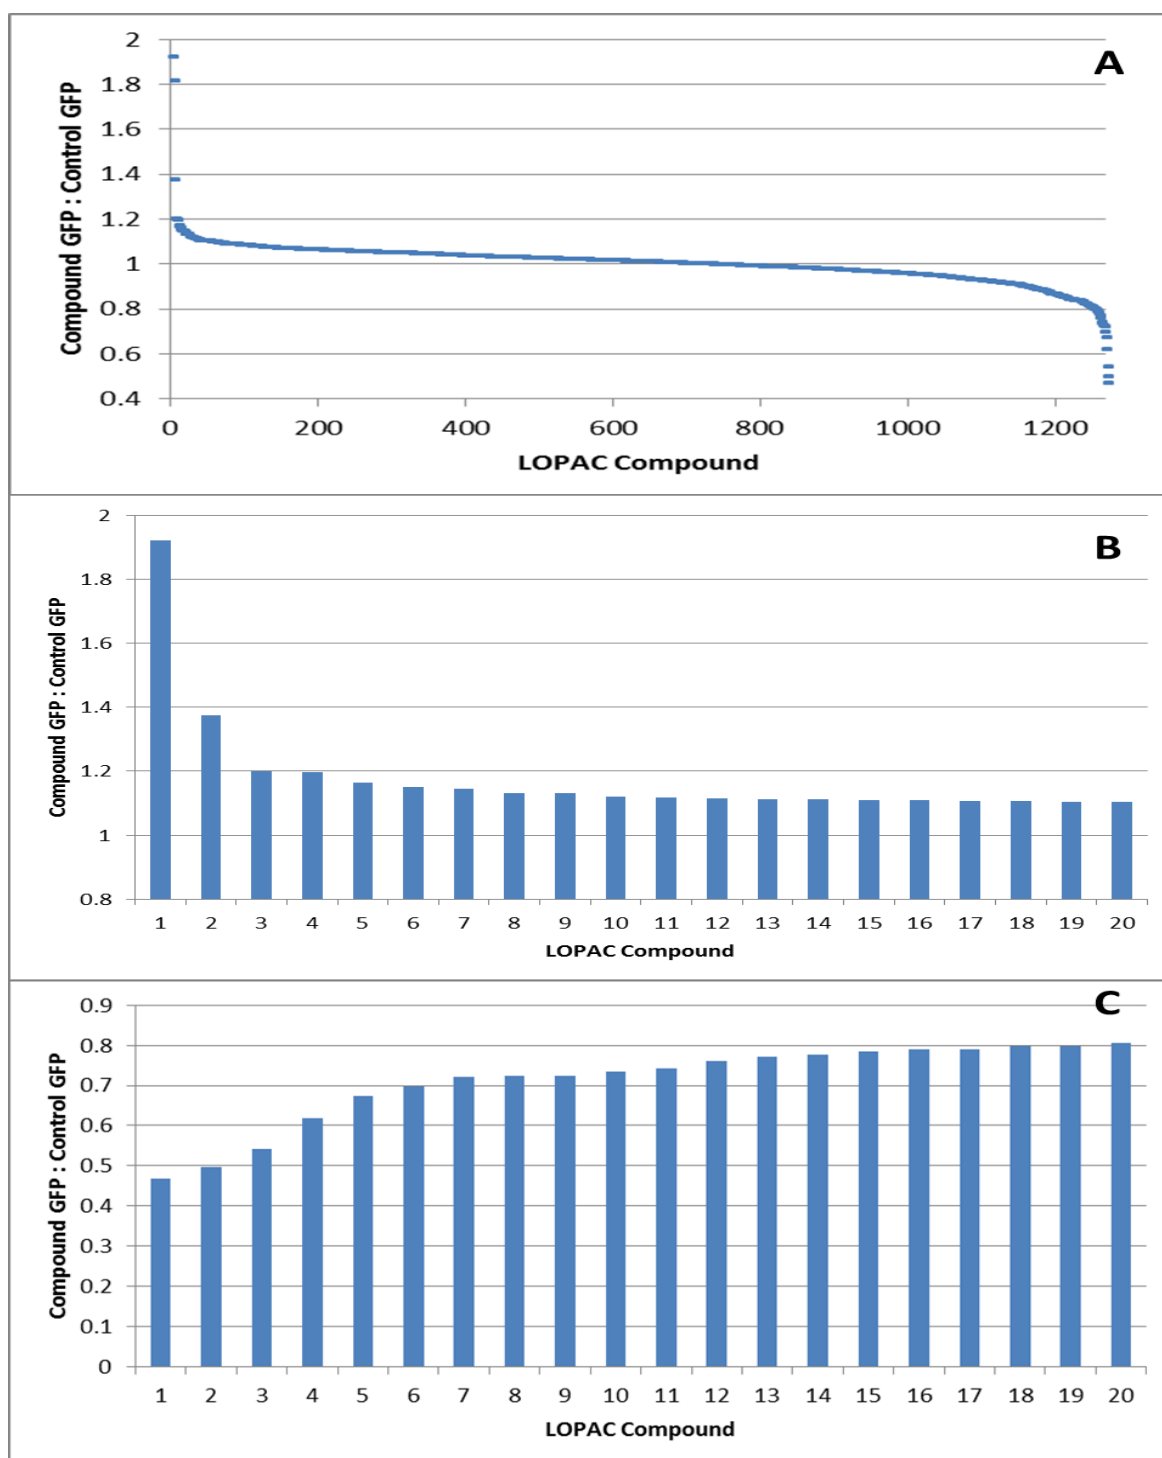 A
Compound GFP : Control GFP
2
1.8
1.6
1.4
1.2
1
0.8
0.6
0.4
0 200 400 600 800 1000 1200
LOPAC Compound
B
Compound GFP : Control GFP
2
1.8
1.6
1.4
1.2
1
0.8
1 2 3 4 5 6 7 8 9 10 11 12 13 14 15 16 17 18 19 20
LOPAC Compound
C
Compound GFP : Control GFP
0.9
0.8
0.7
0.6
0.5
0.4
0.3
0.2
0.1
0
1 2 3 4 5 6 7 8 9 10 11 12 13 14 15 16 17 18 19 20
LOPAC Compound